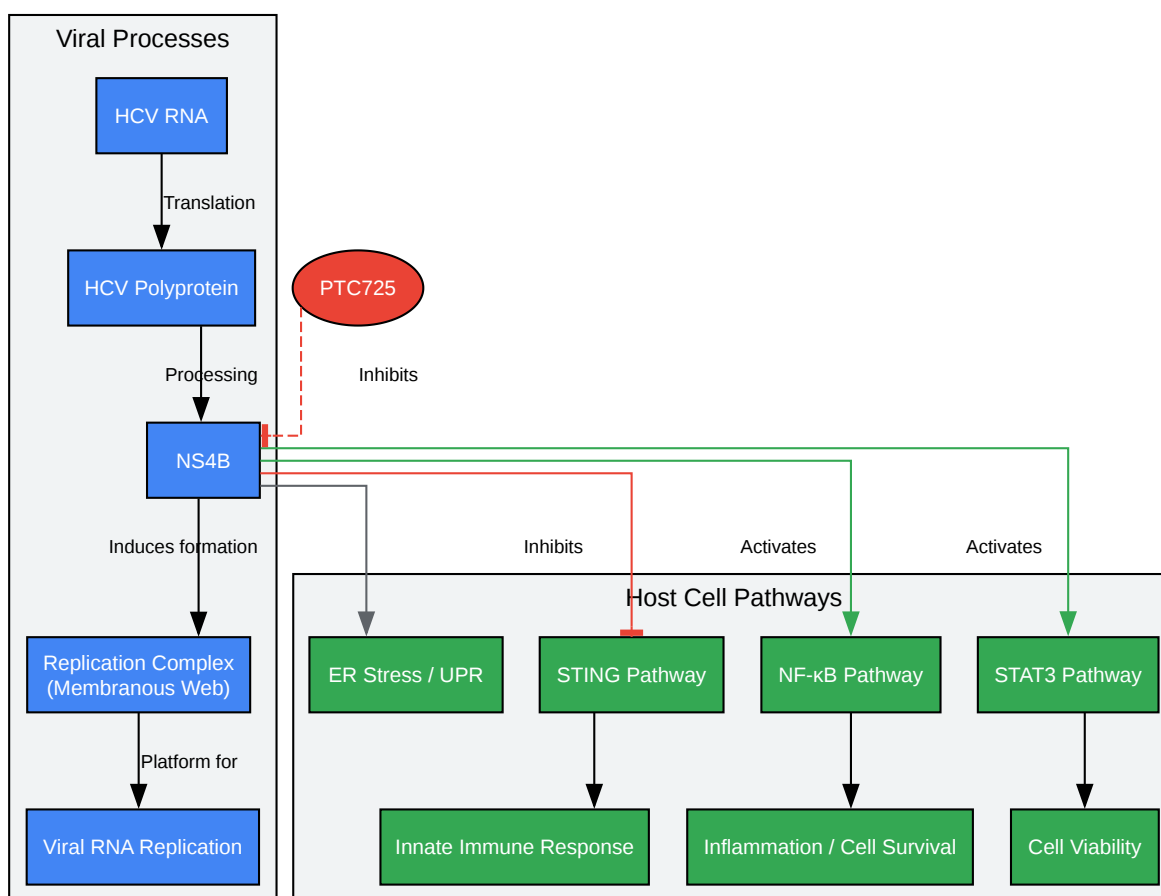 Viral Processes
HCV RNA
Translation
HCV Polyprotein
PTC725
Processing
Inhibits
NS4B
Induces formation
Inhibits
Activates
Activates
Host Cell Pathways
Replication Complex
(Membranous Web)
ER Stress / UPR
STING Pathway
NF-κB Pathway
STAT3 Pathway
Platform for
Viral RNA Replication
Innate Immune Response
Inflammation / Cell Survival
Cell Viability